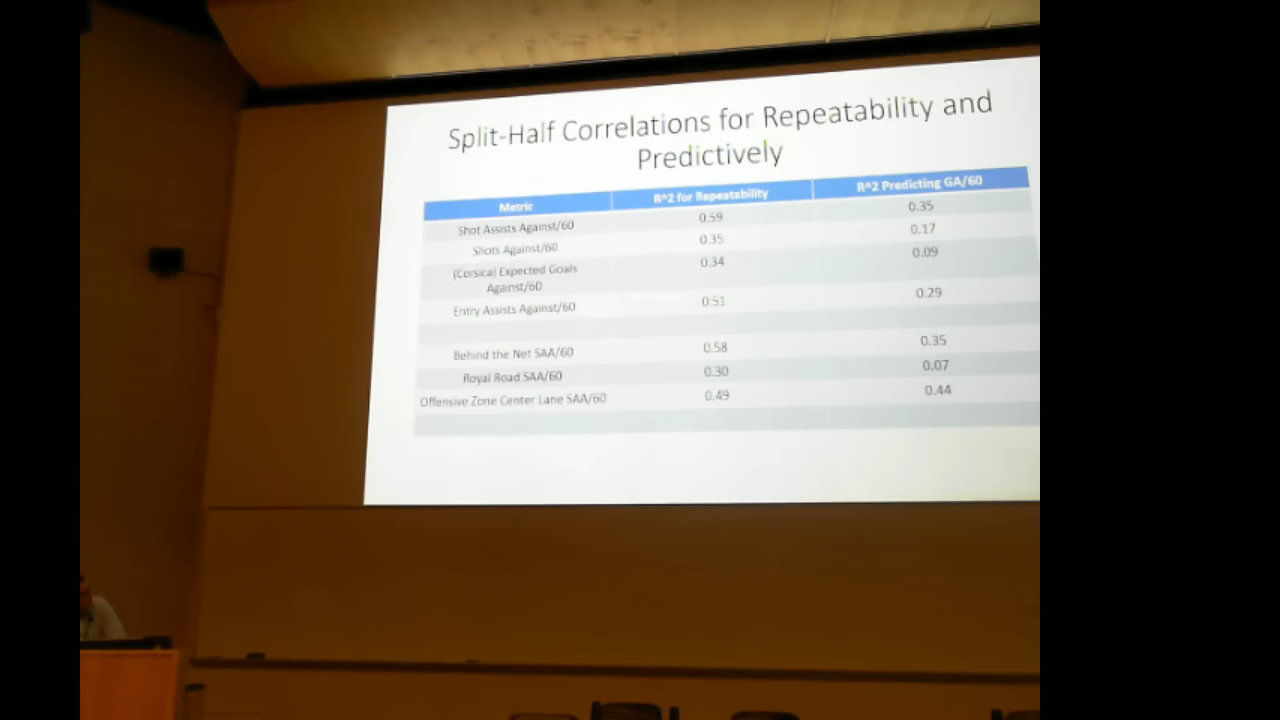 Split-Half Correlations for Repeatability and
Predictively
Metric R^2 for Repeatability R^2 Predicting GA/60
Shot Assists Against/60 0.59 0.35
Shots Against/60 0.35 0.17
(Corsica) Expected Goals Against/60 0.34 0.09
Entry Assists Against/60 0.51 0.29
Behind the Net SAA/60 0.58 0.35
Royal Road SAA/60 0.30 0.07
Offensive Zone Center Lane SAA/60 0.49 0.44